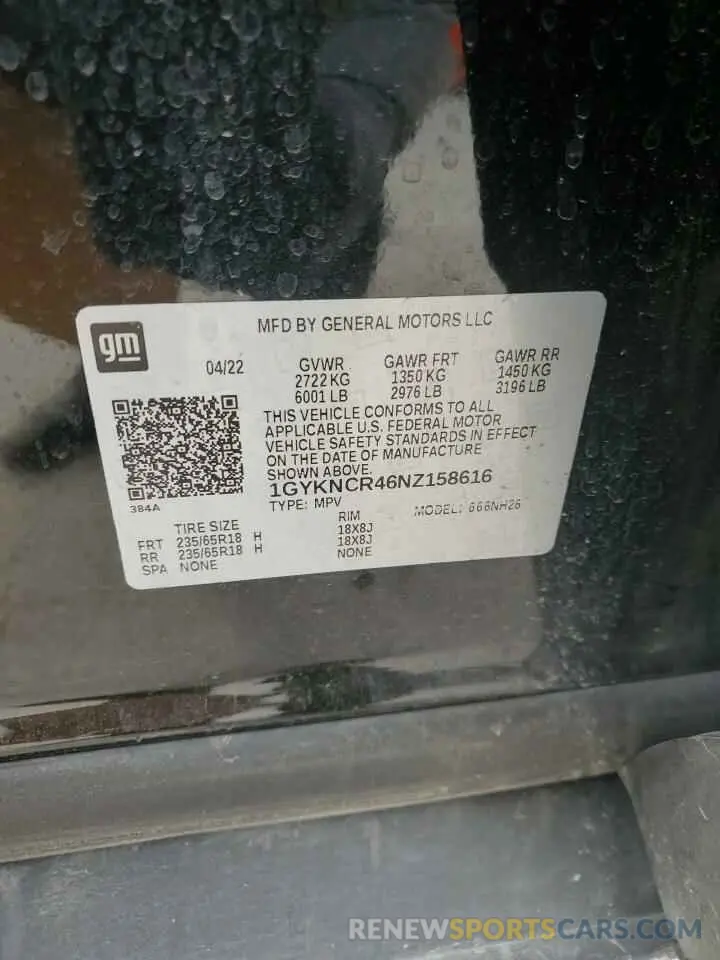 gm
MFD BY GENERAL MOTORS LLC
04/22
GVWR GAWR FRT GAWR RR
2722 KG 1350 KG 1450 KG
6001 LB 2976 LB 3196 LB
THIS VEHICLE CONFORMS TO ALL
APPLICABLE U.S. FEDERAL MOTOR
VEHICLE SAFETY STANDARDS IN EFFECT
ON THE DATE OF MANUFACTURE
SHOWN ABOVE.
1GYKNCR46NZ158616
384A
TYPE: MPV MODEL: 666NH26
TIRE SIZE RIM
FRT 235/65R18 H 18X8J
RR 235/65R18 H 18X8J
SPA NONE NONE
RENEWSPORTSCARS.COM